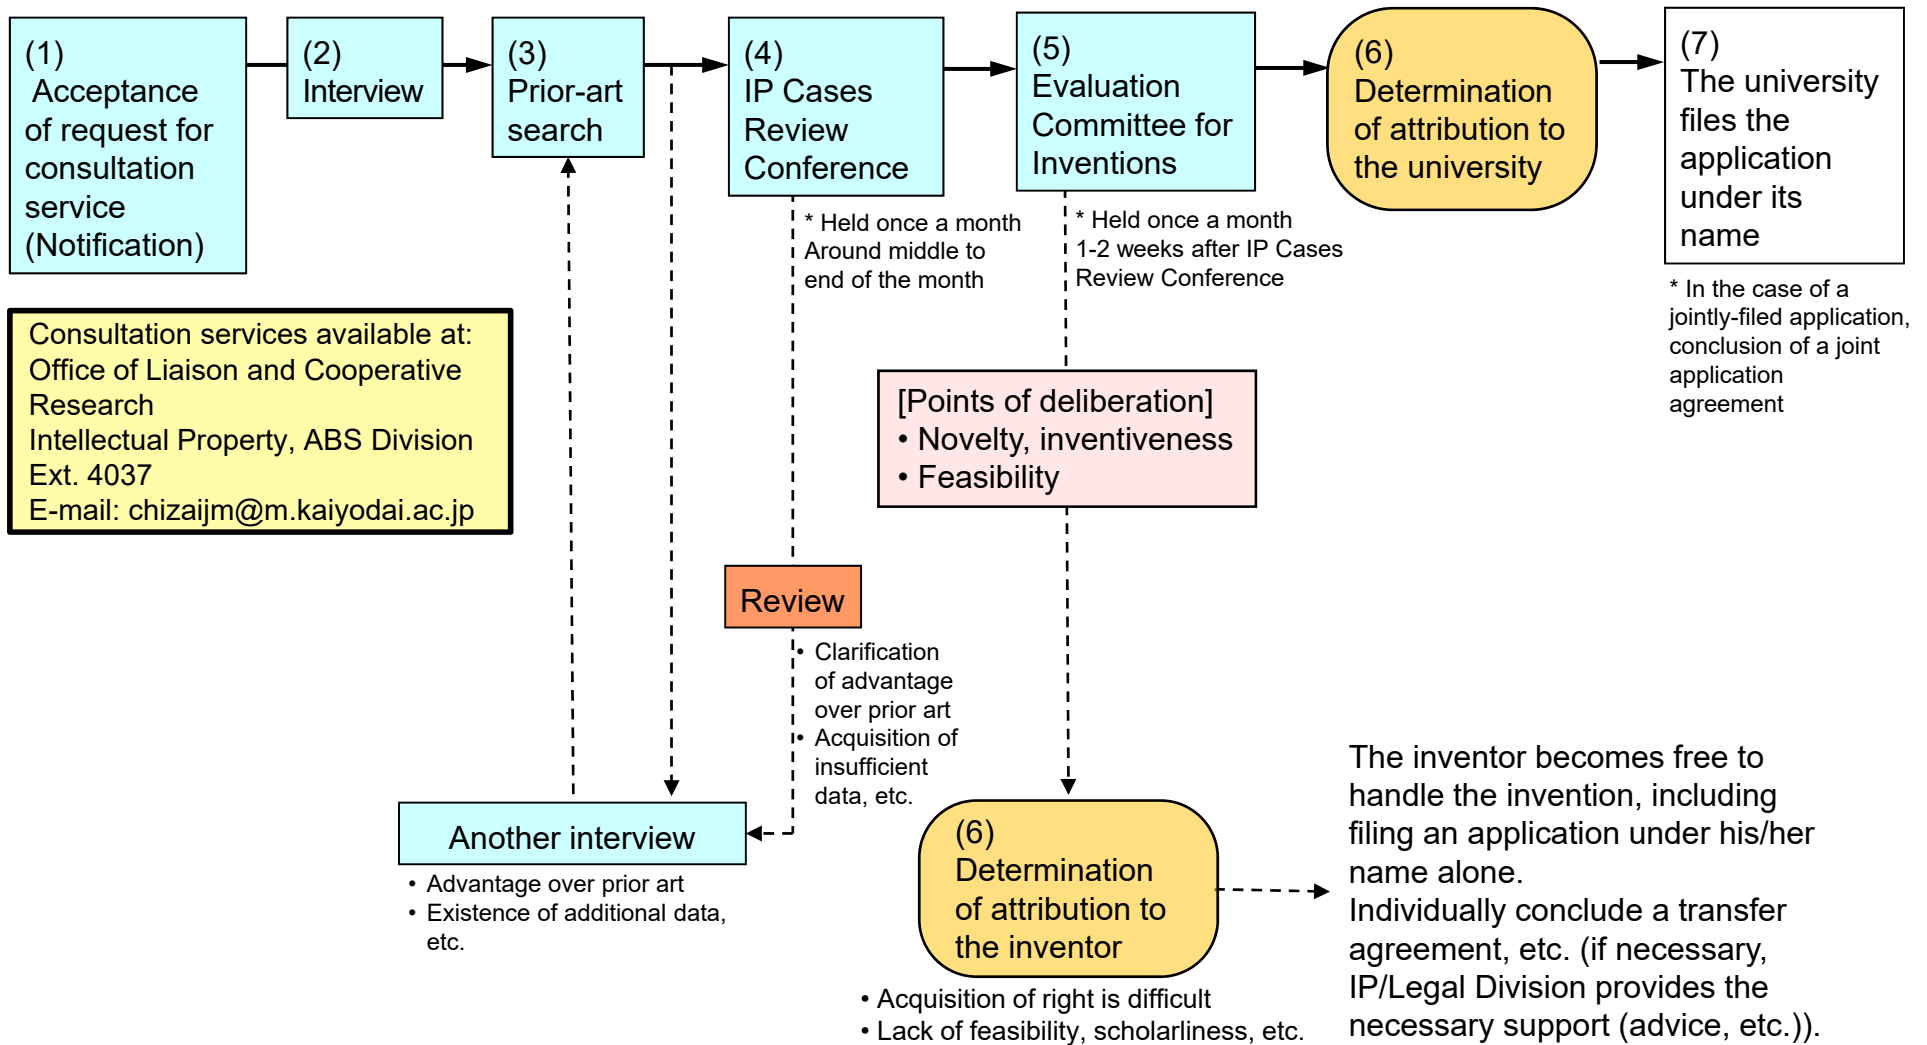 (1)
Acceptance
of request for
consultation
service
(Notification)
(2)
Interview
(3)
Prior-art
search
(4)
IP Cases
Review
Conference
* Held once a month
Around middle to
end of the month
(5)
Evaluation
Committee for
Inventions
* Held once a month
1-2 weeks after IP Cases
Review Conference
(6)
Determination
of attribution to
the university
(7)
The university
files the
application
under its
name
* In the case of a
jointly-filed application,
conclusion of a joint
application
agreement
Consultation services available at:
Office of Liaison and Cooperative
Research
Intellectual Property, ABS Division
Ext. 4037
E-mail: chizaijm@m.kaiyodai.ac.jp
[Points of deliberation]
• Novelty, inventiveness
• Feasibility
Review
• Clarification
of advantage
over prior art
• Acquisition of
insufficient
data, etc.
Another interview
• Advantage over prior art
• Existence of additional data,
etc.
(6)
Determination
of attribution to
the inventor
• Acquisition of right is difficult
• Lack of feasibility, scholarliness, etc.
The inventor becomes free to
handle the invention, including
filing an application under his/her
name alone.
Individually conclude a transfer
agreement, etc. (if necessary,
IP/Legal Division provides the
necessary support (advice, etc.)).